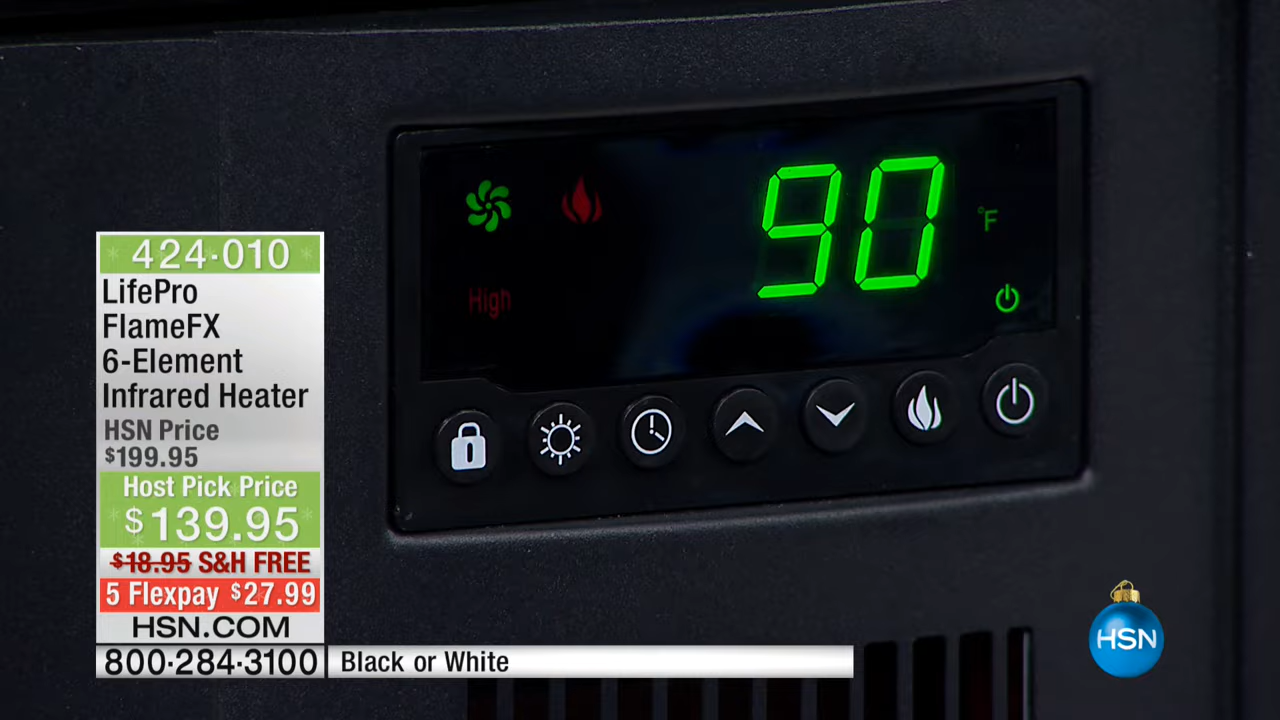 424-010
LifePro
FlameFX
6-Element
Infrared Heater
HSN Price
$199.95
Host Pick Price
$139.95
$18.95 S&H FREE
5 Flexpay $27.99
HSN.COM
800-284-3100
Black or White
90
°F
High
HSN